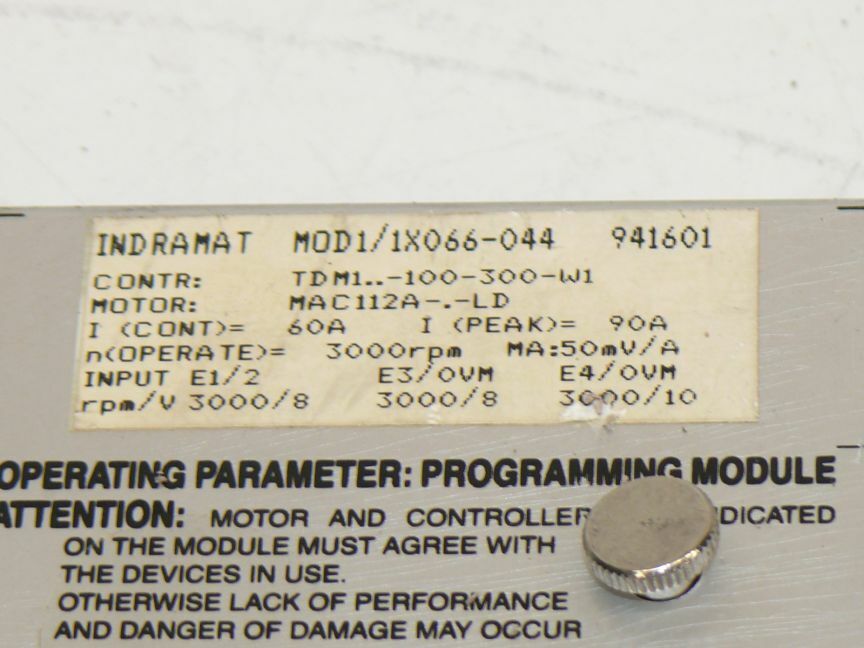 INDRAMAT MOD1/1X066-044 941601
CONTR: TDM1..-100-300-W1
MOTOR: MAC112A-.-LD
I (CONT)= 60A I (PEAK)= 90A
n(OPERATE)= 3000rpm MA:50mV/A
INPUT E1/2 E3/OVM E4/OVM
rpm/V 3000/8 3000/8 3000/10
OPERATING PARAMETER: PROGRAMMING MODULE
ATTENTION: MOTOR AND CONTROLLER DICATED
ON THE MODULE MUST AGREE WITH
THE DEVICES IN USE.
OTHERWISE LACK OF PERFORMANCE
AND DANGER OF DAMAGE MAY OCCUR